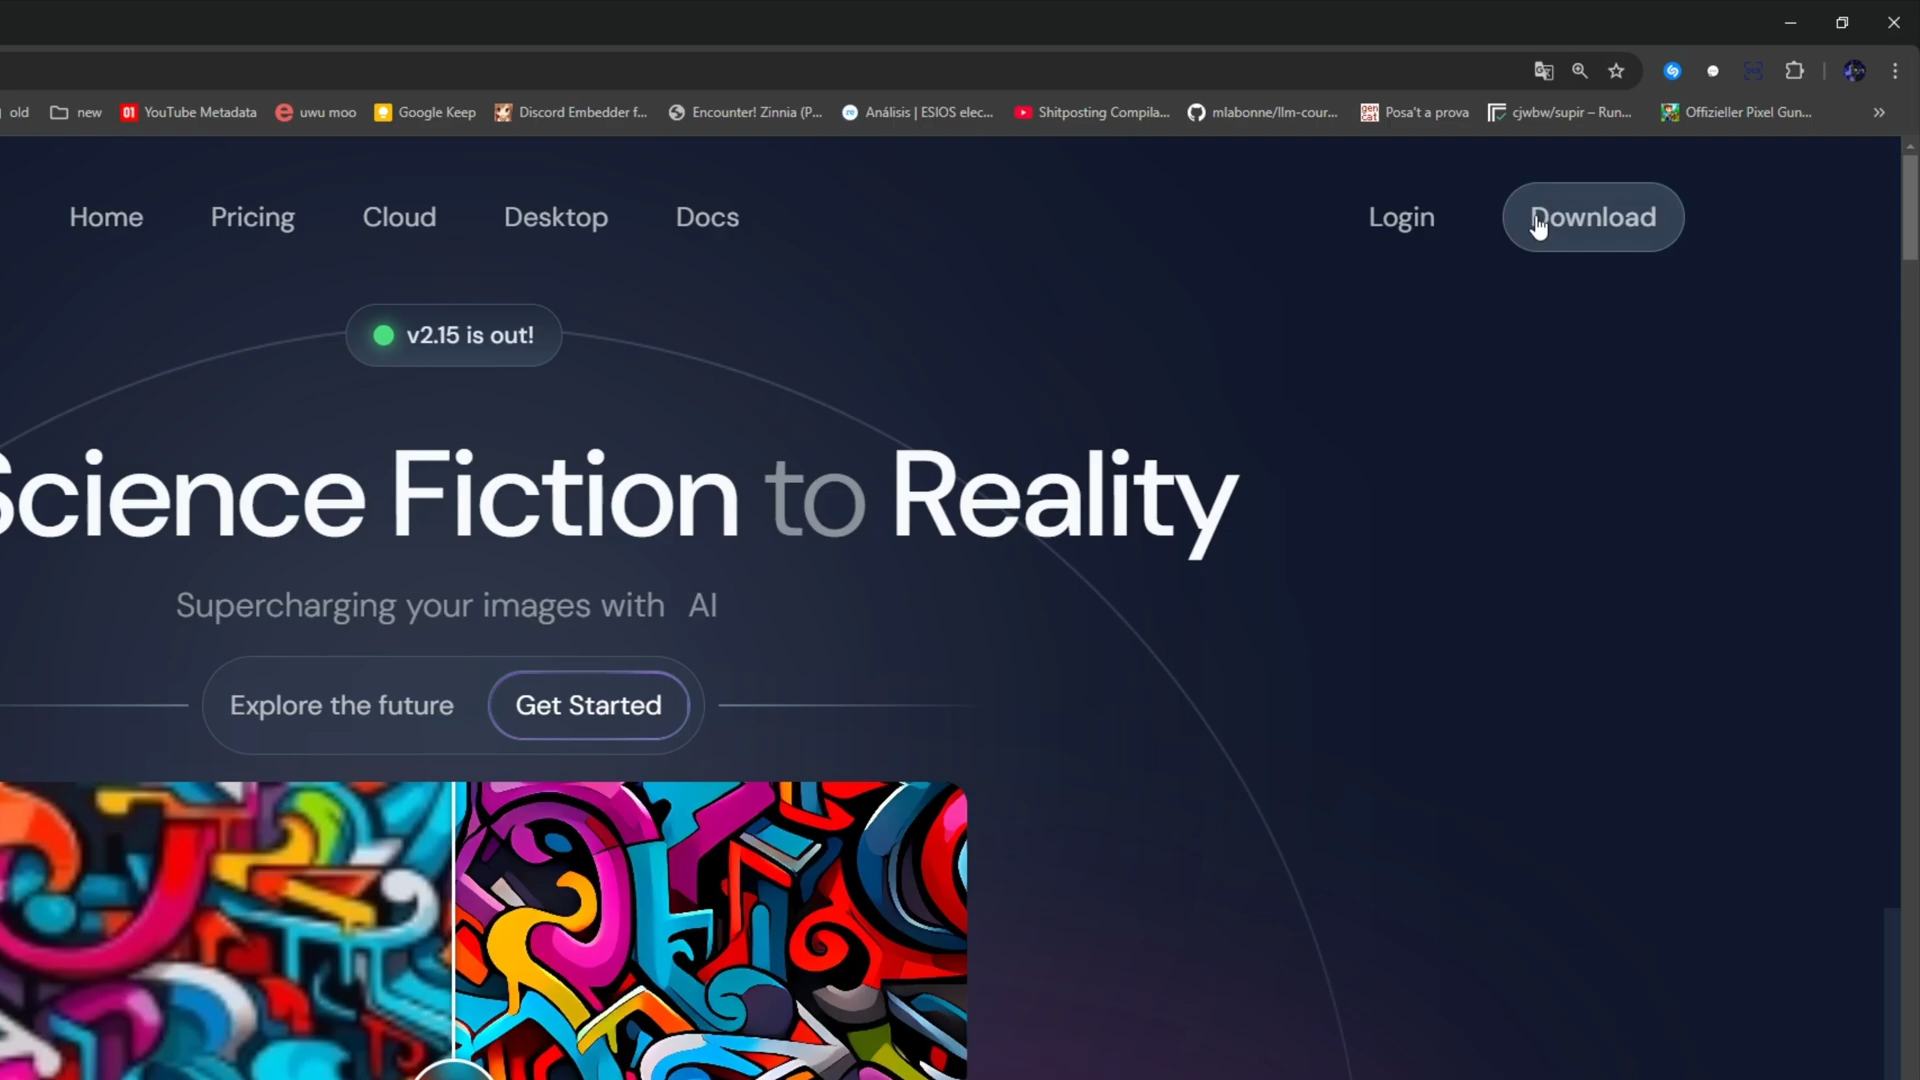 old new YouTube Metadata uwu moo Google Keep Discord Embedder f... Encounter! Zinnia (P... Análisis | ESIOS elec... Shitposting Compila... mlabonne/llm-cour... gen cat Posa't a prova cjwbw/supir – Run... Offizieller Pixel Gun...
Home Pricing Cloud Desktop Docs Login Download
v2.15 is out!
Science Fiction to Reality
Supercharging your images with AI
Explore the future Get Started